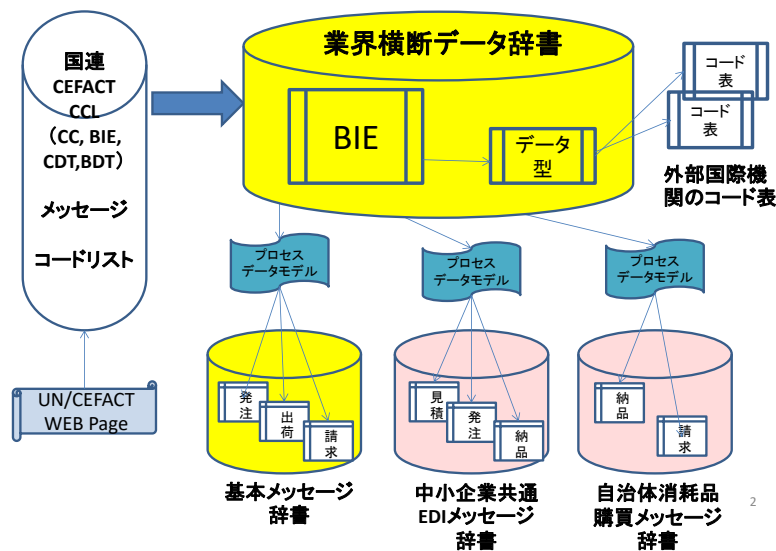 国連
CEFACT
CCL
（CC, BIE,
CDT,BDT）
メッセージ
コードリスト
UN/CEFACT
WEB Page
業界横断データ辞書
BIE
データ
型
コード
表
コード
表
外部国際機
関のコード表
プロセス
データモデル
プロセス
データモデル
プロセス
データモデル
発
注
出
荷
請
求
基本メッセージ
辞書
見
積
発
注
納
品
中小企業共通
EDIメッセージ
辞書
納
品
請
求
自治体消耗品
購買メッセージ
辞書
2